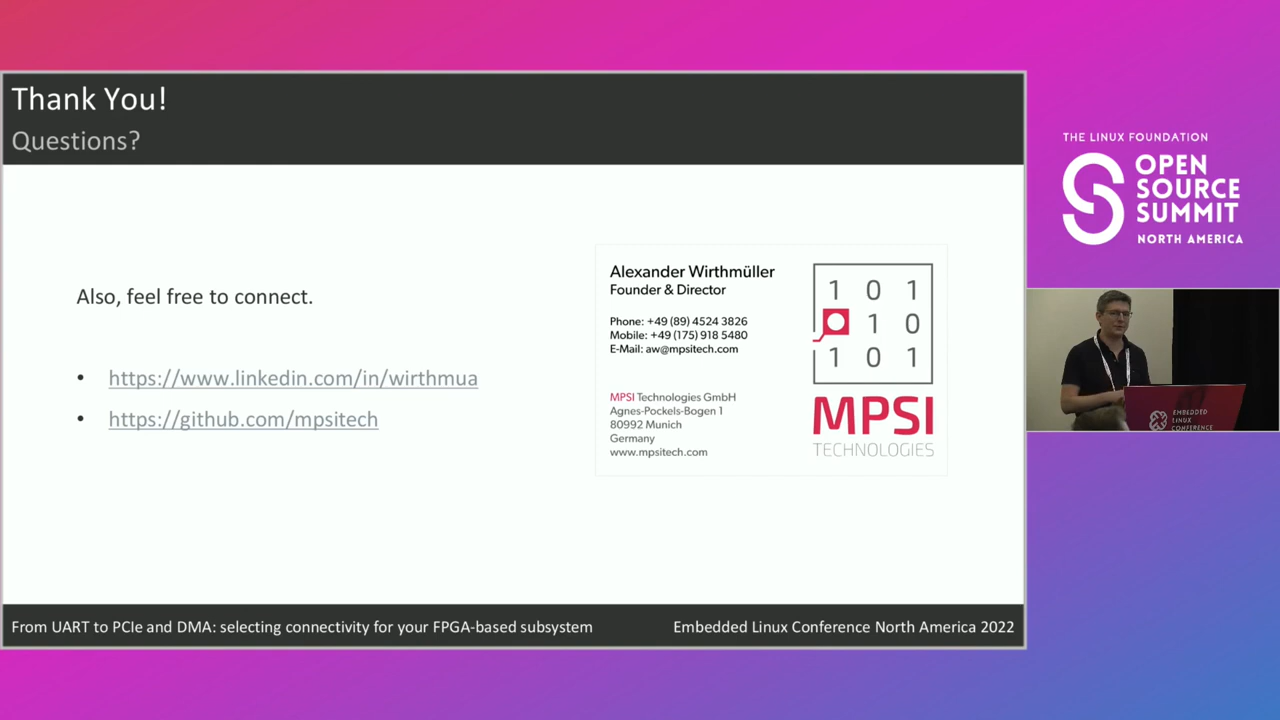 Thank You!
Questions?
Also, feel free to connect.
• https://www.linkedin.com/in/wirthmua
• https://github.com/mpsitech
Alexander Wirthmüller
Founder & Director
Phone: +49 (89) 4524 3826
Mobile: +49 (175) 918 5480
E-Mail: aw@mpsitech.com
MPSI Technologies GmbH
Agnes-Pockels-Bogen 1
80992 Munich
Germany
www.mpsitech.com
1 0 1
1 0
1 0 1
MPSI
TECHNOLOGIES
From UART to PCIe and DMA: selecting connectivity for your FPGA-based subsystem
Embedded Linux Conference North America 2022
THE LINUX FOUNDATION
OPEN
SOURCE
SUMMIT
NORTH AMERICA
EMBEDDED
LINUX
CONFERENCE